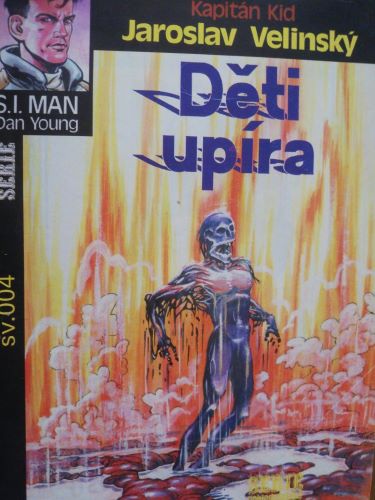 Kapitán Kid
Jaroslav Velinský
Děti
upíra
S.I. MAN
Dan Young
SERIE
sv.004